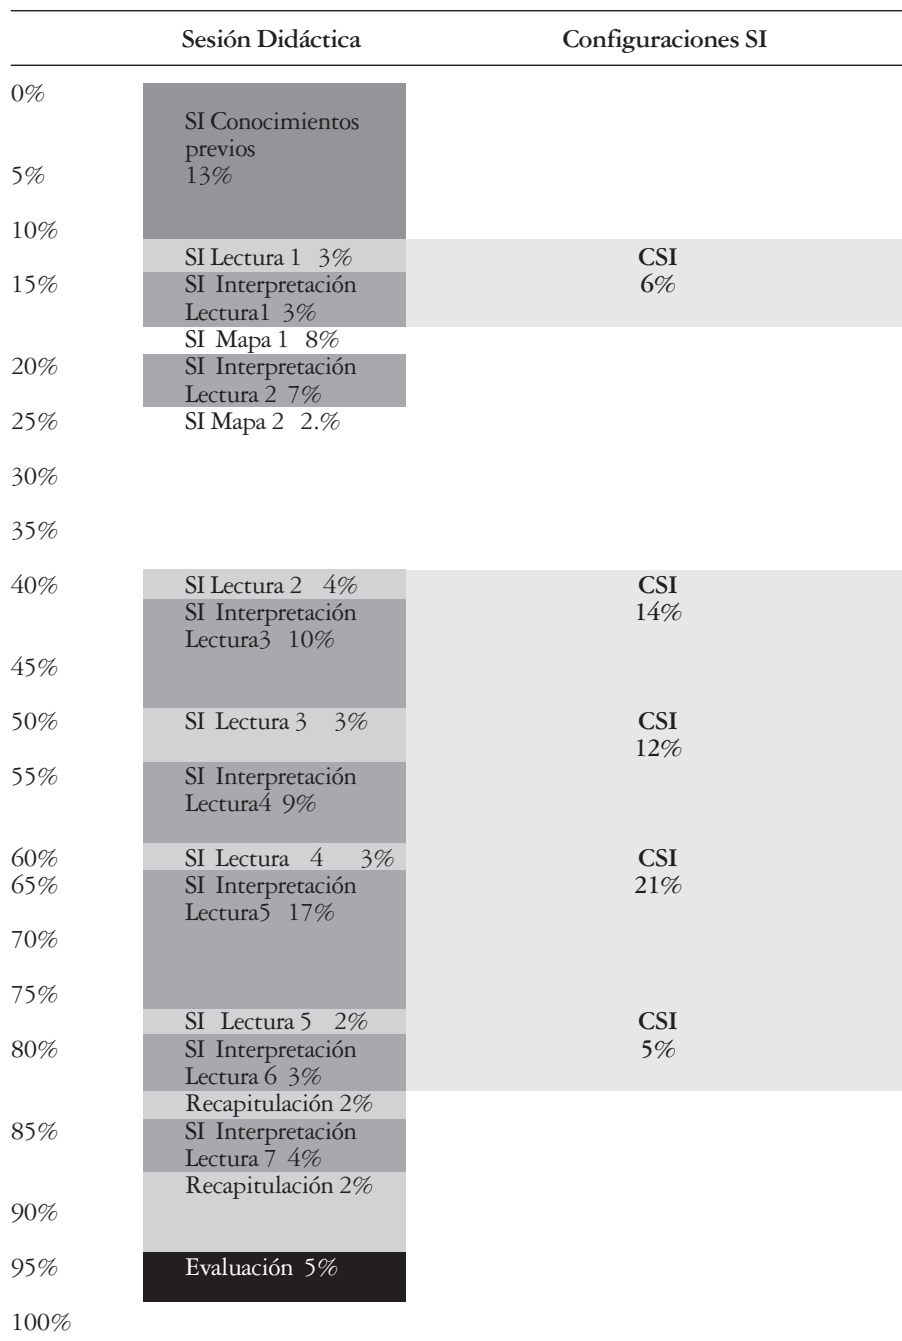 Sesión Didáctica Configuraciones SI
0%
SI Conocimientos
previos
5% 13%
10%
SI Lectura 1 3% CSI
15% SI Interpretación 6%
Lectura1 3%
SI Mapa 1 8%
20% SI Interpretación
Lectura 2 7%
25% SI Mapa 2 2.%
30%
35%
40% SI Lectura 2 4% CSI
SI Interpretación 14%
Lectura3 10%
45%
50% SI Lectura 3 3% CSI
12%
55% SI Interpretación
Lectura4 9%
60% SI Lectura 4 3% CSI
65% SI Interpretación 21%
Lectura5 17%
70%
75%
SI Lectura 5 2% CSI
80% SI Interpretación 5%
Lectura 6 3%
Recapitulación 2%
85% SI Interpretación
Lectura 7 4%
Recapitulación 2%
90%
95% Evaluación 5%
100%